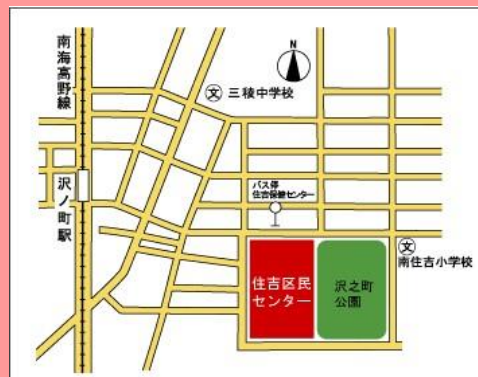 南海高野線
N
文 三稜中学校
バス停
住吉保健センター
沢ノ町駅
文
南住吉小学校
住吉区民
センター
沢之町
公園